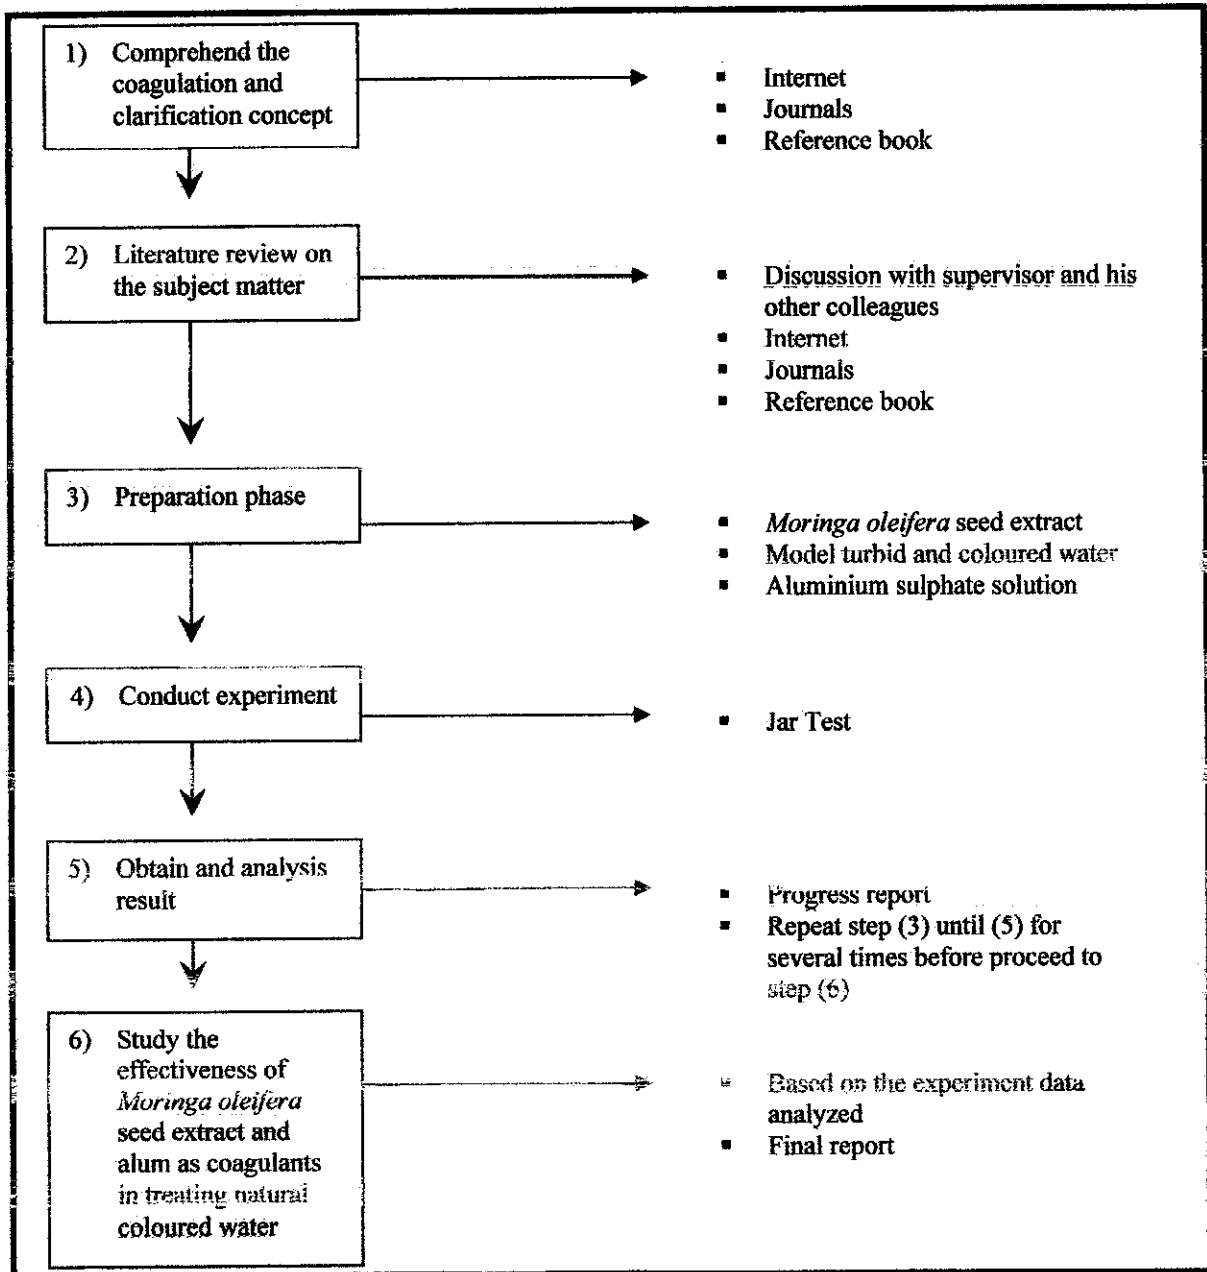 1) Comprehend the
coagulation and
clarification concept
▪ Internet
▪ Journals
▪ Reference book
2) Literature review on
the subject matter
▪ Discussion with supervisor and his
other colleagues
▪ Internet
▪ Journals
▪ Reference book
3) Preparation phase
▪ Moringa oleifera seed extract
▪ Model turbid and coloured water
▪ Aluminium sulphate solution
4) Conduct experiment
▪ Jar Test
5) Obtain and analysis
result
▪ Progress report
▪ Repeat step (3) until (5) for
several times before proceed to
step (6)
6) Study the
effectiveness of
Moringa oleifera
seed extract and
alum as coagulants
in treating natural
coloured water
▪ Based on the experiment data
analyzed
▪ Final report